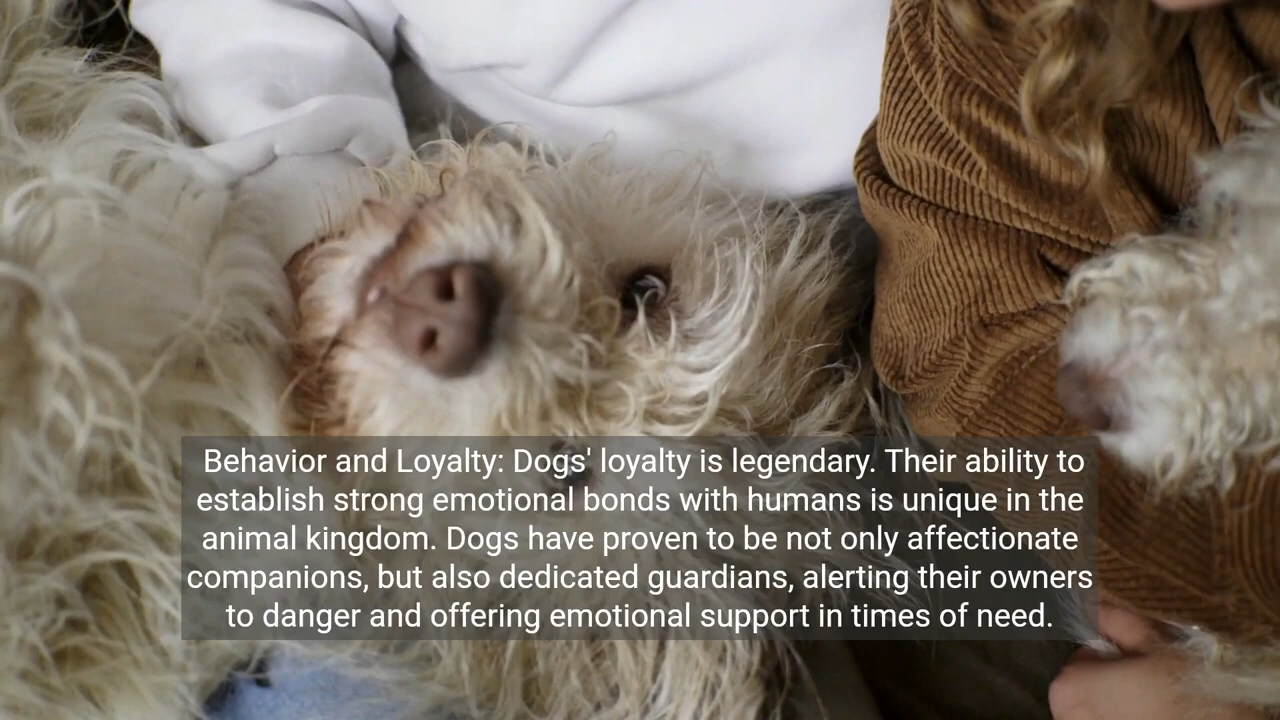 Behavior and Loyalty: Dogs' loyalty is legendary. Their ability to
establish strong emotional bonds with humans is unique in the
animal kingdom. Dogs have proven to be not only affectionate
companions, but also dedicated guardians, alerting their owners
to danger and offering emotional support in times of need.